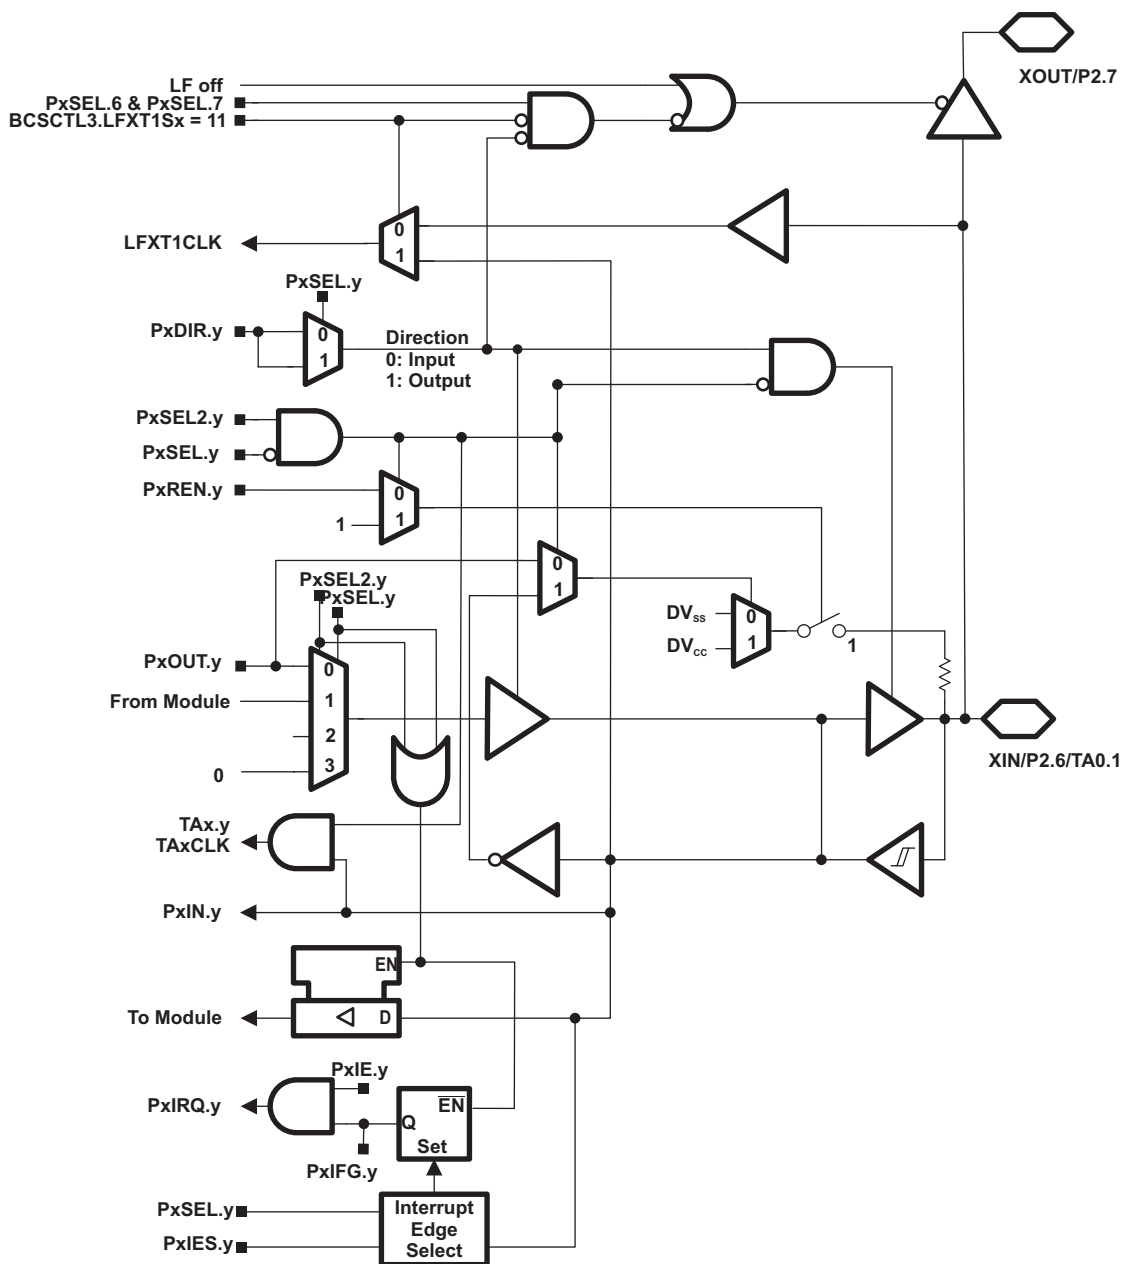 XOUT/P2.7
LF off
PxSEL.6 & PxSEL.7
BCSCTL3.LFXT1Sx = 11
0
1
LFXT1CLK
PxSEL.y
PxDIR.y
0
1
Direction
0: Input
1: Output
PxSEL2.y
PxSEL.y
PxREN.y
0
1
1
0
1
PxSEL2.y
PxSEL.y
DVSS
DVCC
0
1
1
PxOUT.y
From Module
0
0
1
2
3
XIN/P2.6/TA0.1
TAx.y
TAxCLK
PxIN.y
EN
To Module
D
PxIE.y
PxIRQ.y
EN
Q
Set
PxIFG.y
PxSEL.y
PxIES.y
Interrupt
Edge
Select